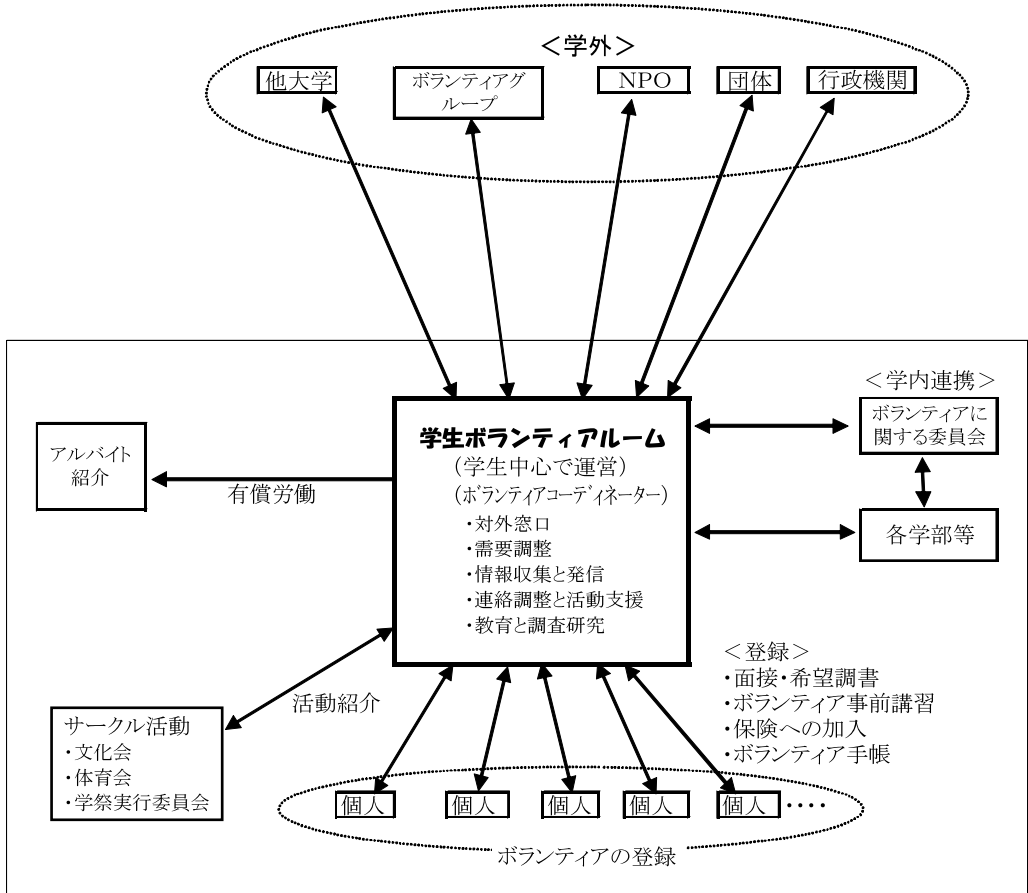 ＜学外＞
他大学
ボランティアグ
ループ
NPO
団体
行政機関
＜学内連携＞
ボランティアに
関する委員会
各学部等
アルバイト
紹介
有償労働
学生ボランティアルーム
（学生中心で運営）
（ボランティアコーディネーター）
・対外窓口
・需要調整
・情報収集と発信
・連絡調整と活動支援
・教育と調査研究
＜登録＞
・面接・希望調書
・ボランティア事前講習
・保険への加入
・ボランティア手帳
活動紹介
サークル活動
・文化会
・体育会
・学祭実行委員会
個人
個人
個人
個人
個人 ････
ボランティアの登録